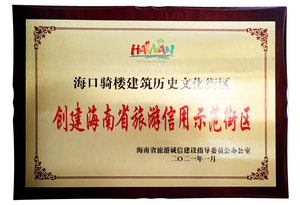 HAINAN
海口骑楼建筑历史文化街区
创建海南省旅游信用示范街区
海南省旅游诚信建设指导委员会办公室
二〇二一年一月